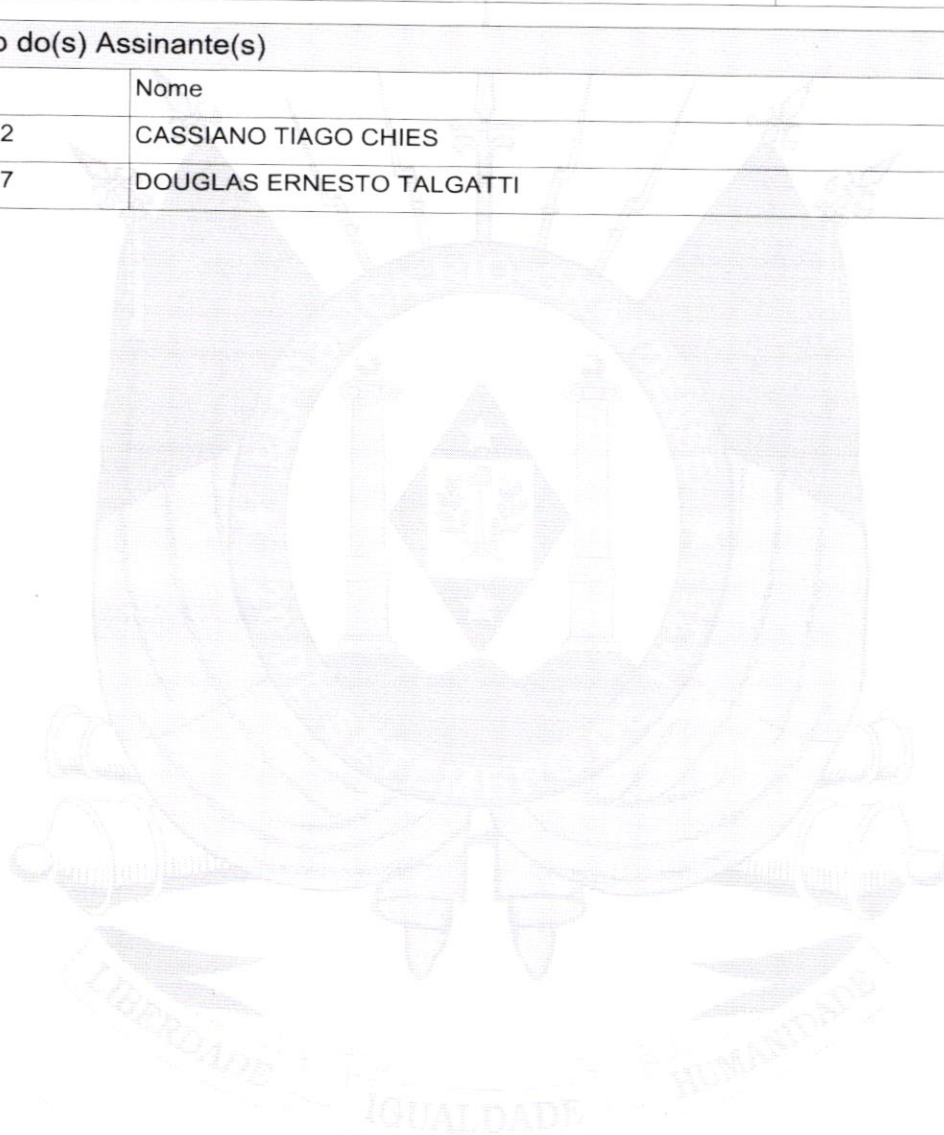 o do(s) Assinante(s)
Nome
2 CASSIANO TIAGO CHIES
7 DOUGLAS ERNESTO TALGATTI
LIBERDADE IGUALDADE HUMANIDADE